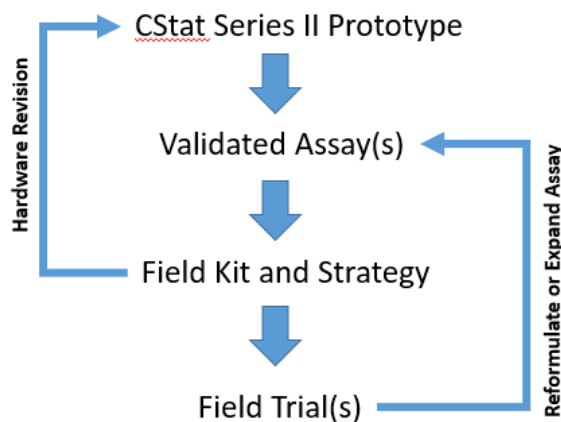 CStat Series II Prototype
Hardware Revision
Validated Assay(s)
Field Kit and Strategy
Reformulate or Expand Assay
Field Trial(s)